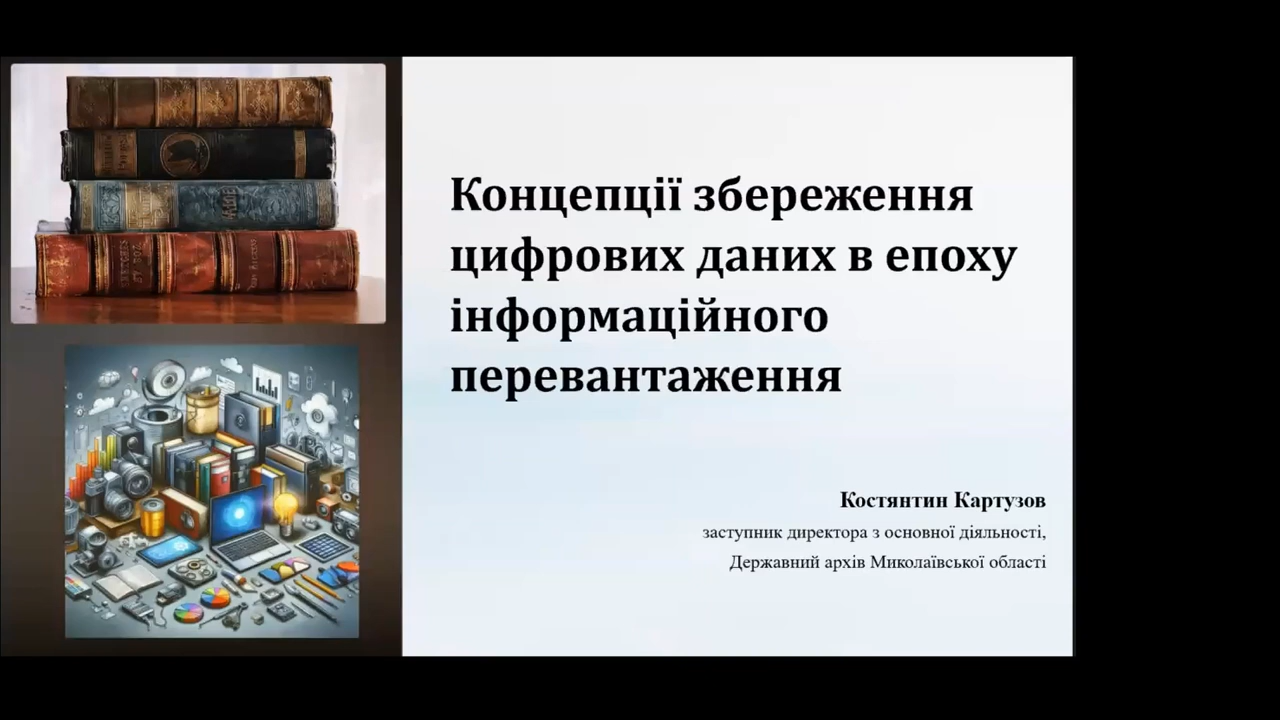 Концепції збереження
цифрових даних в епоху
інформаційного
перевантаження
Костянтин Картузов
заступник директора з основної діяльності,
Державний архів Миколаївської області